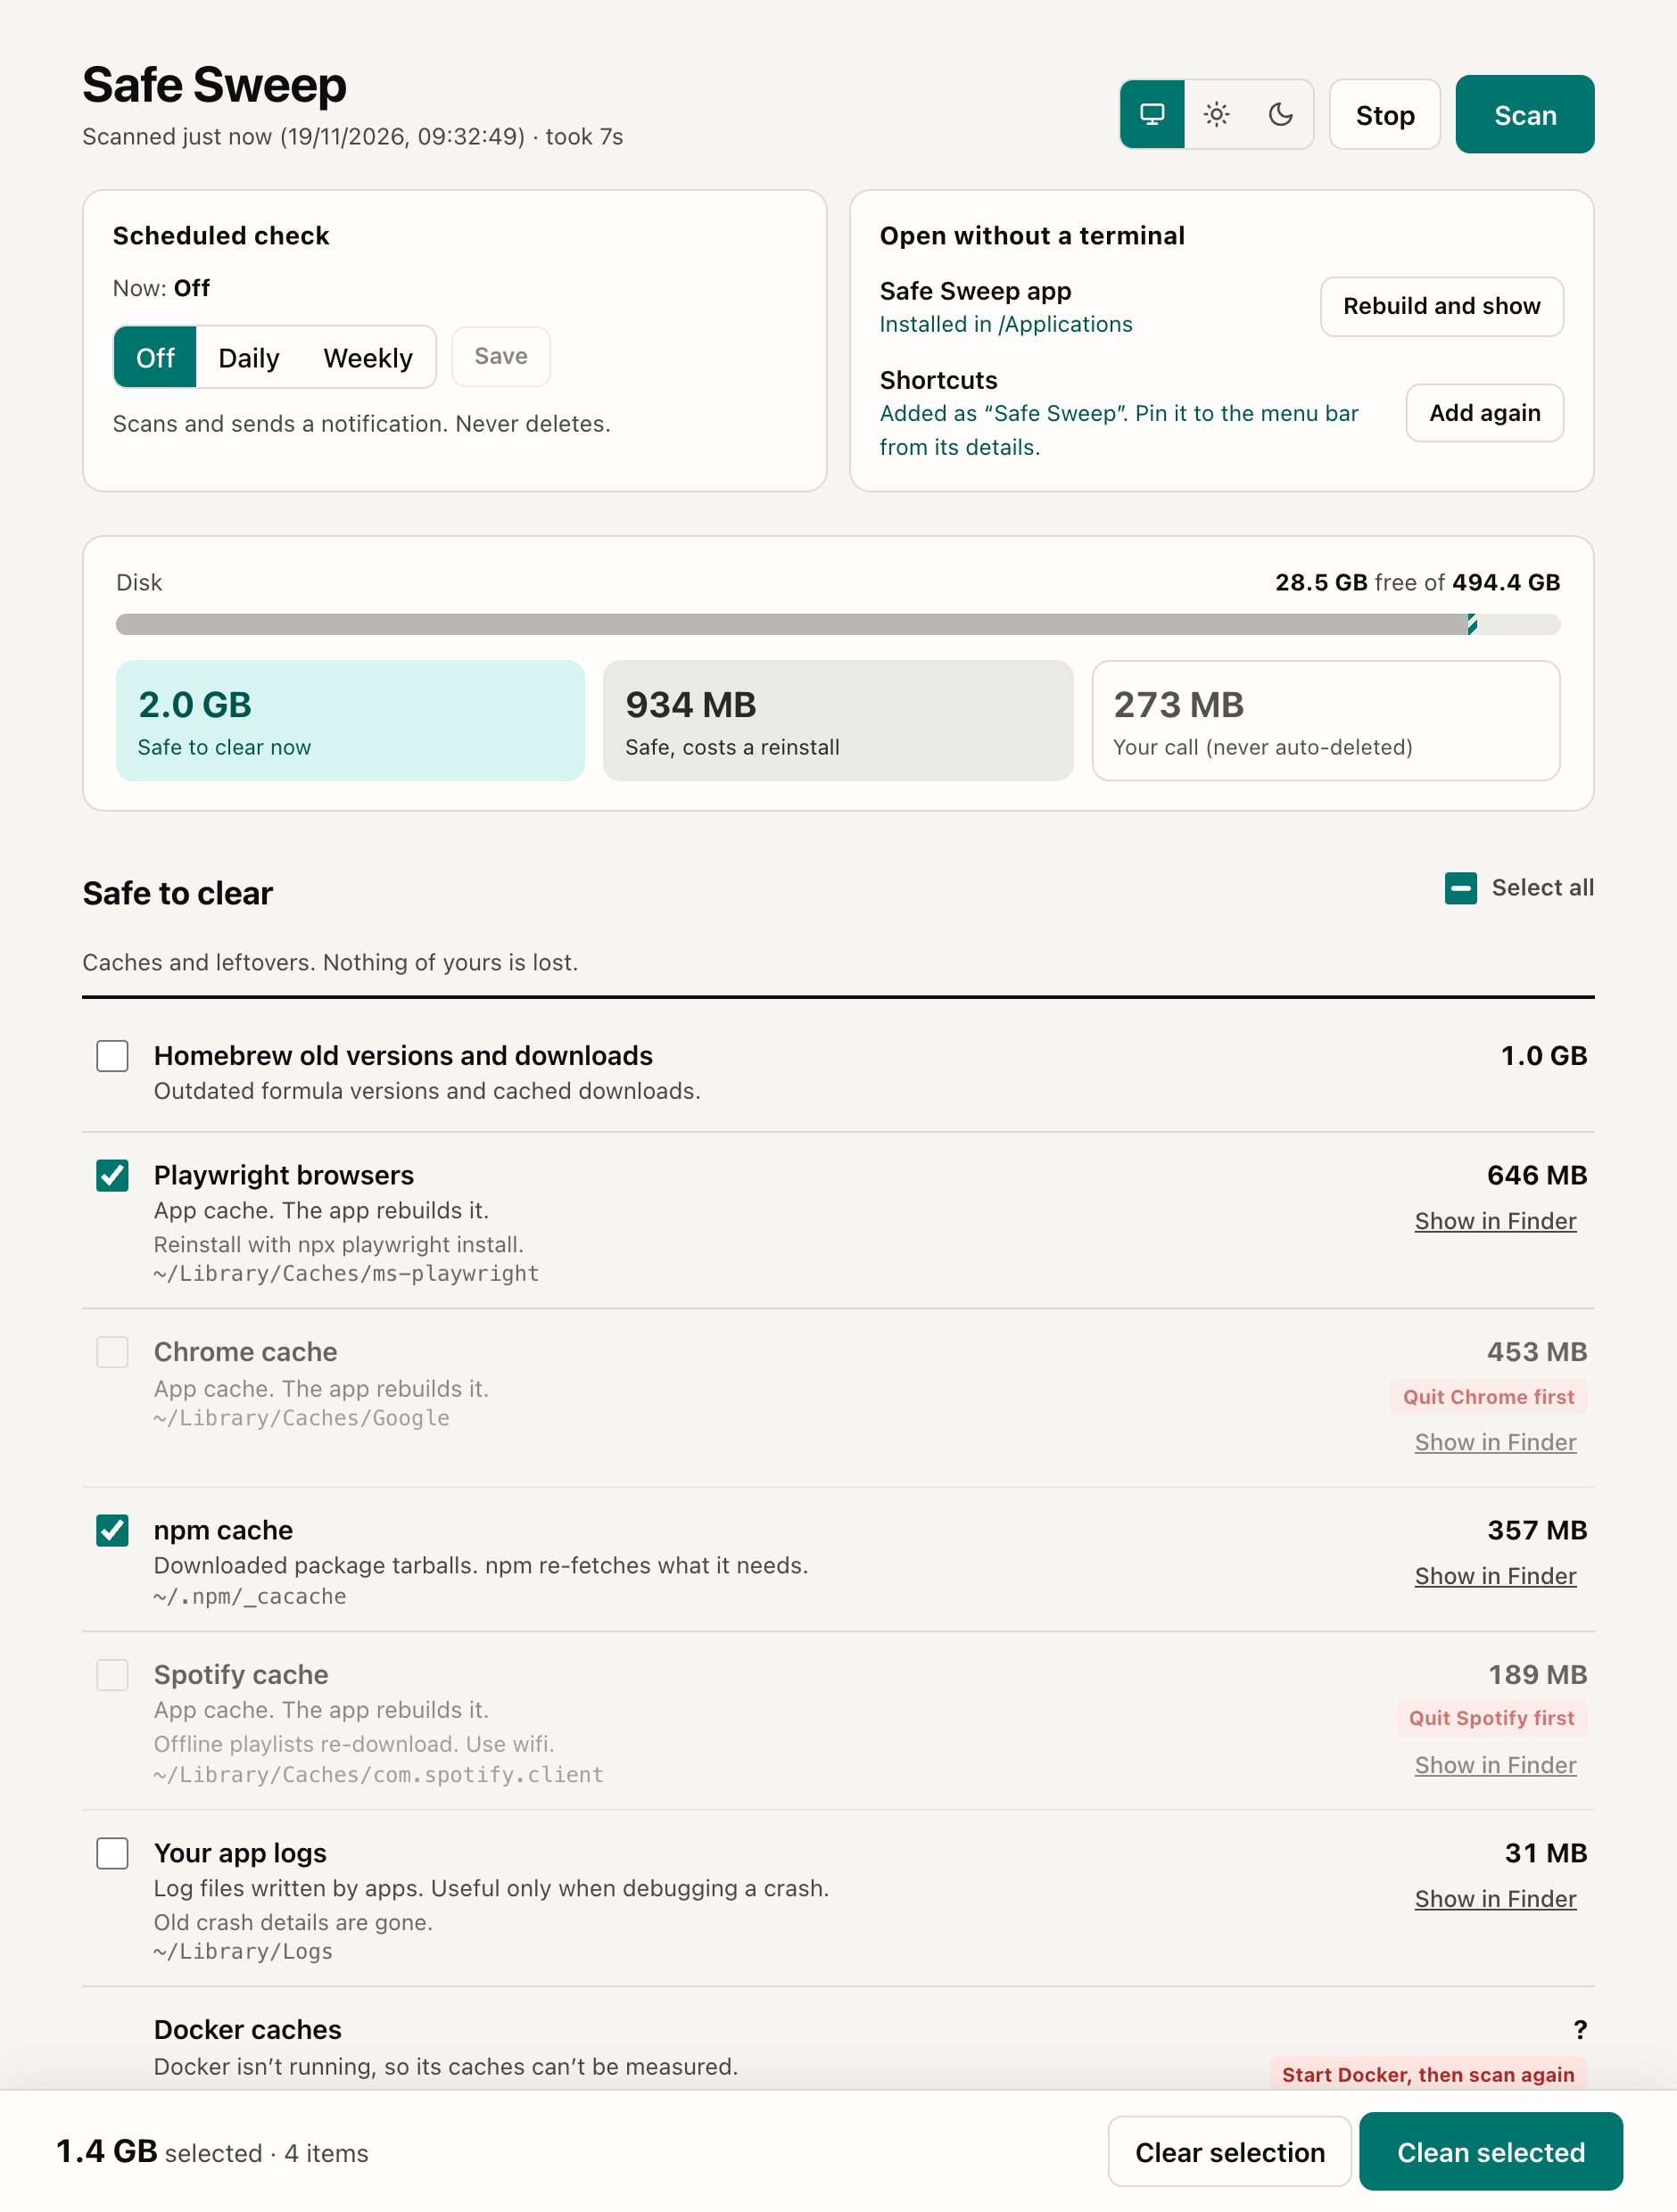 Safe Sweep
Scanned just now (19/11/2026, 09:32:49) · took 7s
Stop
Scan
Scheduled check
Now: Off
Off
Daily
Weekly
Save
Scans and sends a notification. Never deletes.
Open without a terminal
Safe Sweep app
Installed in /Applications
Rebuild and show
Shortcuts
Added as “Safe Sweep”. Pin it to the menu bar
from its details.
Add again
Disk
28.5 GB free of 494.4 GB
2.0 GB
Safe to clear now
934 MB
Safe, costs a reinstall
273 MB
Your call (never auto-deleted)
Safe to clear
Select all
Caches and leftovers. Nothing of yours is lost.
Homebrew old versions and downloads
1.0 GB
Outdated formula versions and cached downloads.
Playwright browsers
646 MB
App cache. The app rebuilds it.
Show in Finder
Reinstall with npx playwright install.
~/Library/Caches/ms-playwright
Chrome cache
453 MB
App cache. The app rebuilds it.
Quit Chrome first
~/Library/Caches/Google
Show in Finder
npm cache
357 MB
Downloaded package tarballs. npm re-fetches what it needs.
Show in Finder
~/.npm/_cacache
Spotify cache
189 MB
App cache. The app rebuilds it.
Quit Spotify first
Offline playlists re-download. Use wifi.
Show in Finder
~/Library/Caches/com.spotify.client
Your app logs
31 MB
Log files written by apps. Useful only when debugging a crash.
Show in Finder
Old crash details are gone.
~/Library/Logs
Docker caches
?
Docker isn’t running, so its caches can’t be measured.
Start Docker, then scan again
1.4 GB selected · 4 items
Clear selection
Clean selected